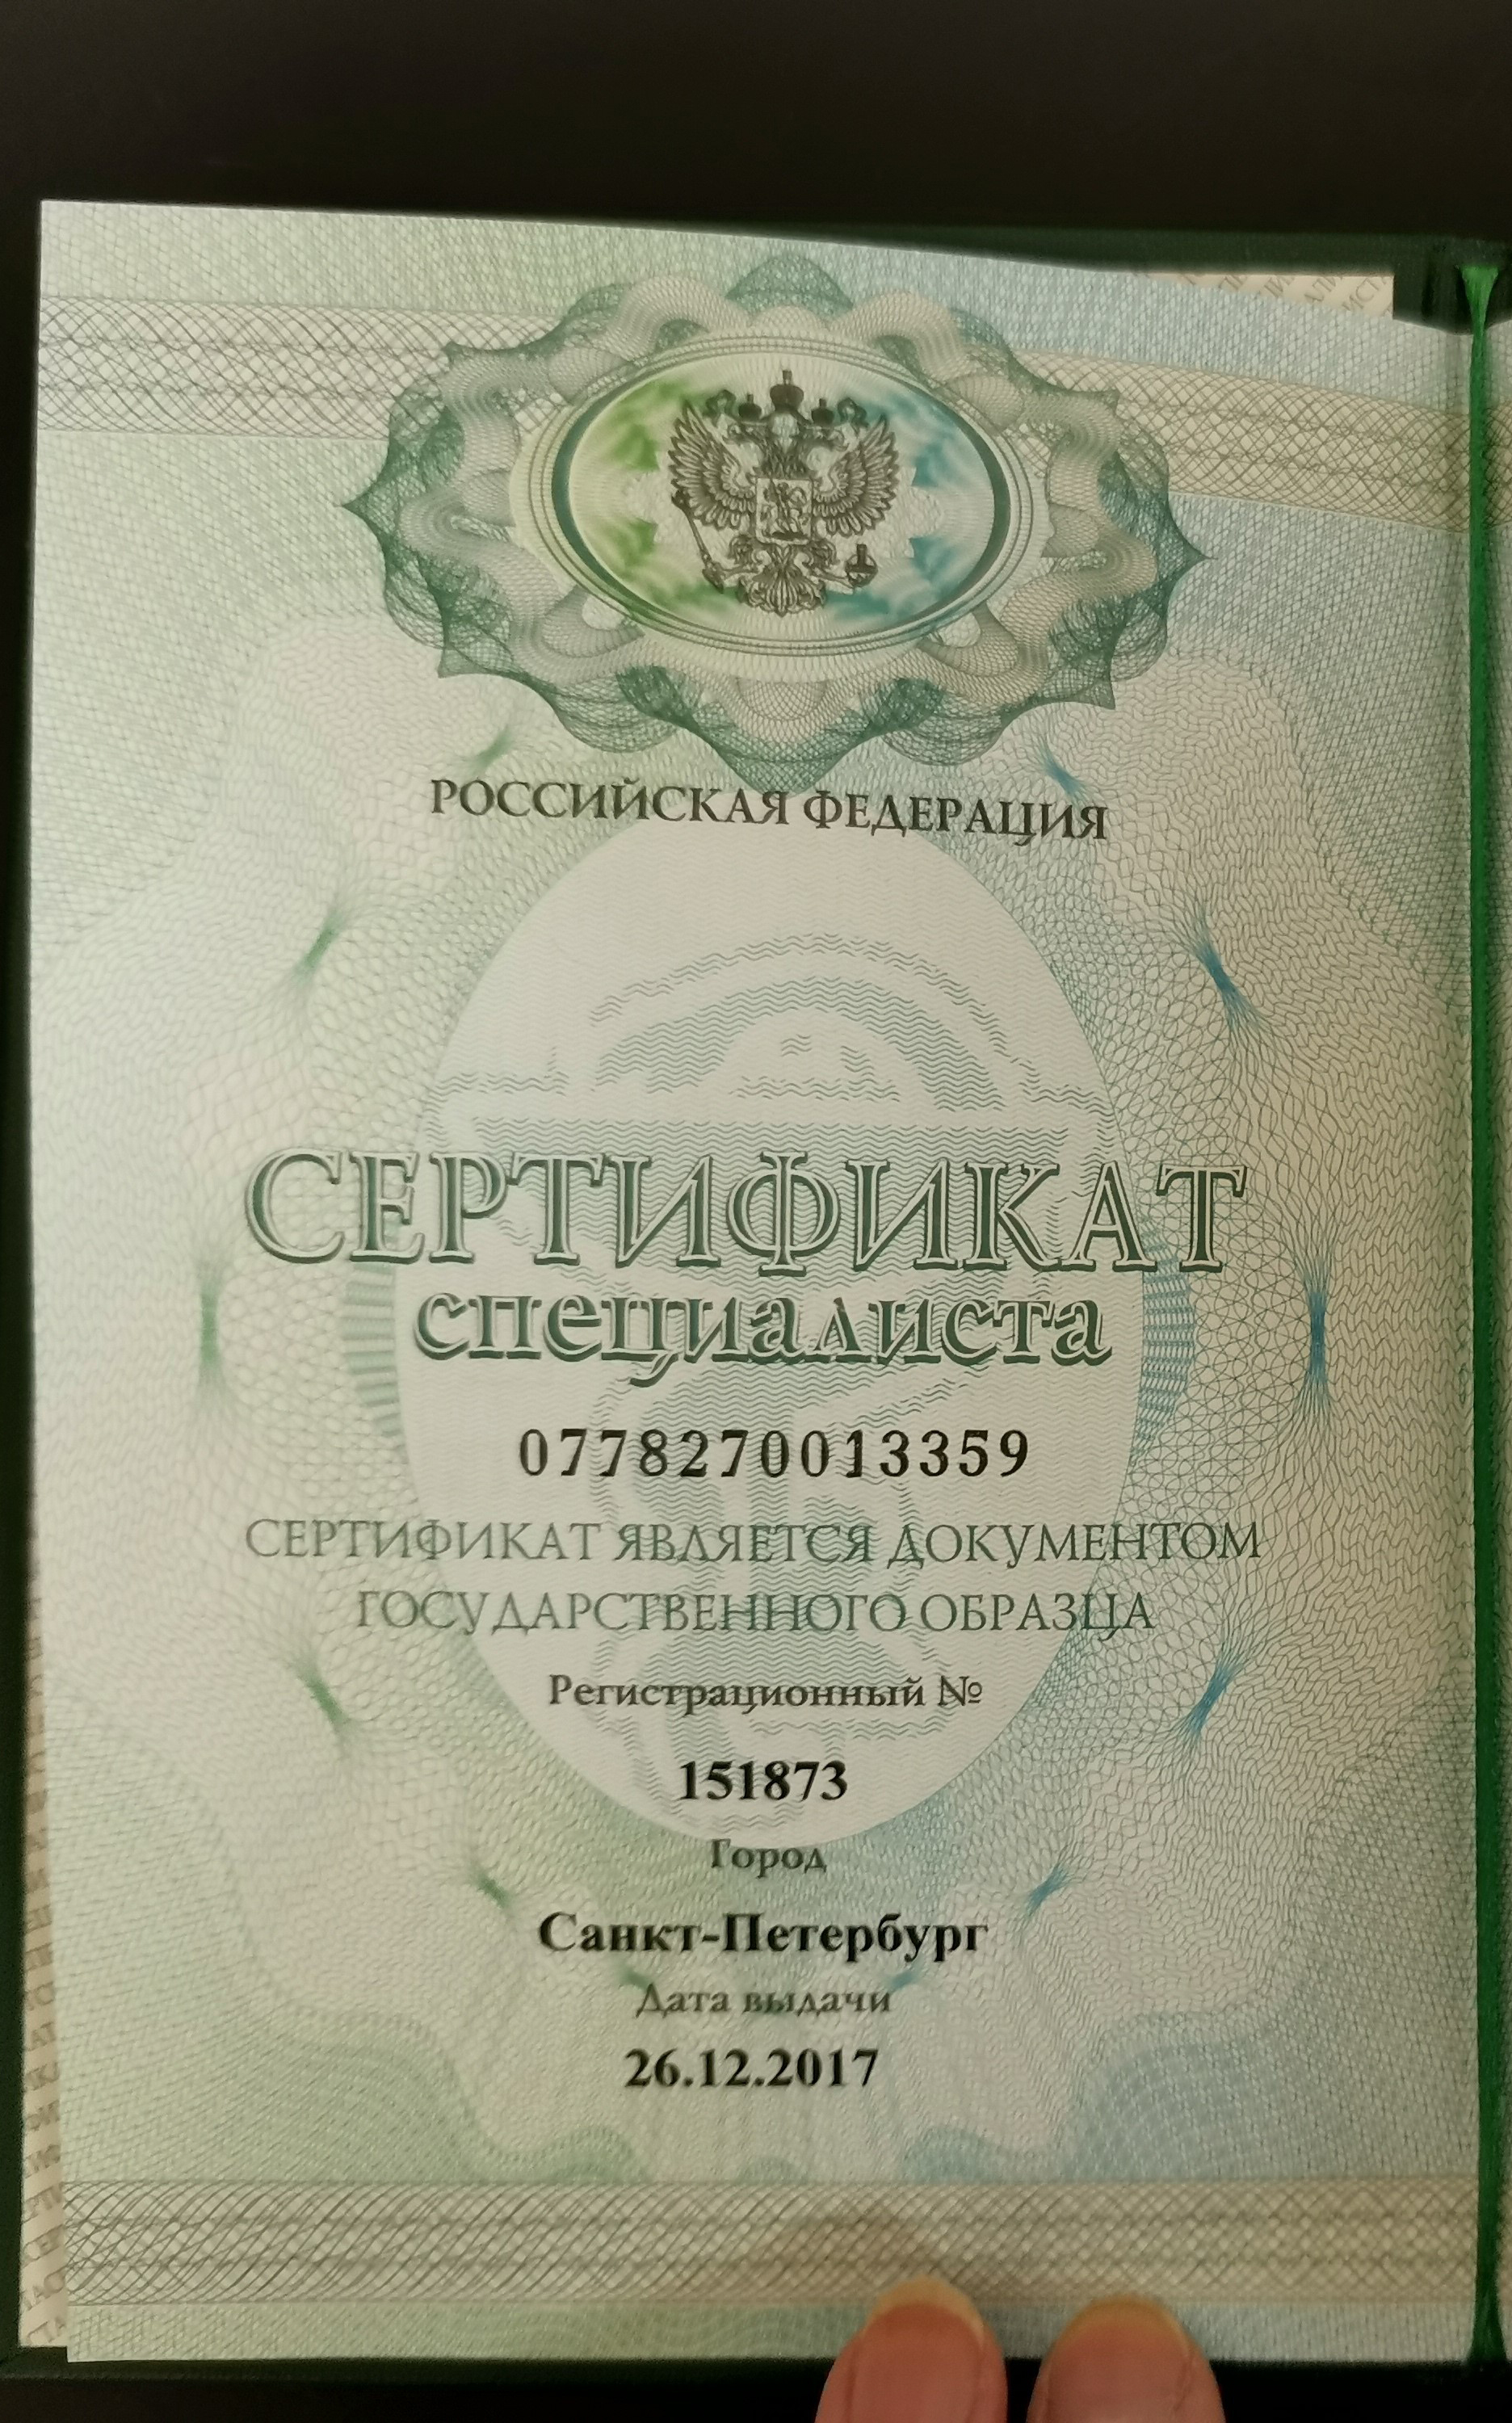 РОССИЙСКАЯ ФЕДЕРАЦИЯ
СЕРТИФИКАТ
специалиста
0778270013359
СЕРТИФИКАТ ЯВЛЯЕТСЯ ДОКУМЕНТОМ
ГОСУДАРСТВЕННОГО ОБРАЗЦА
Регистрационный №
151873
Город
Санкт-Петербург
Дата выдачи
26.12.2017